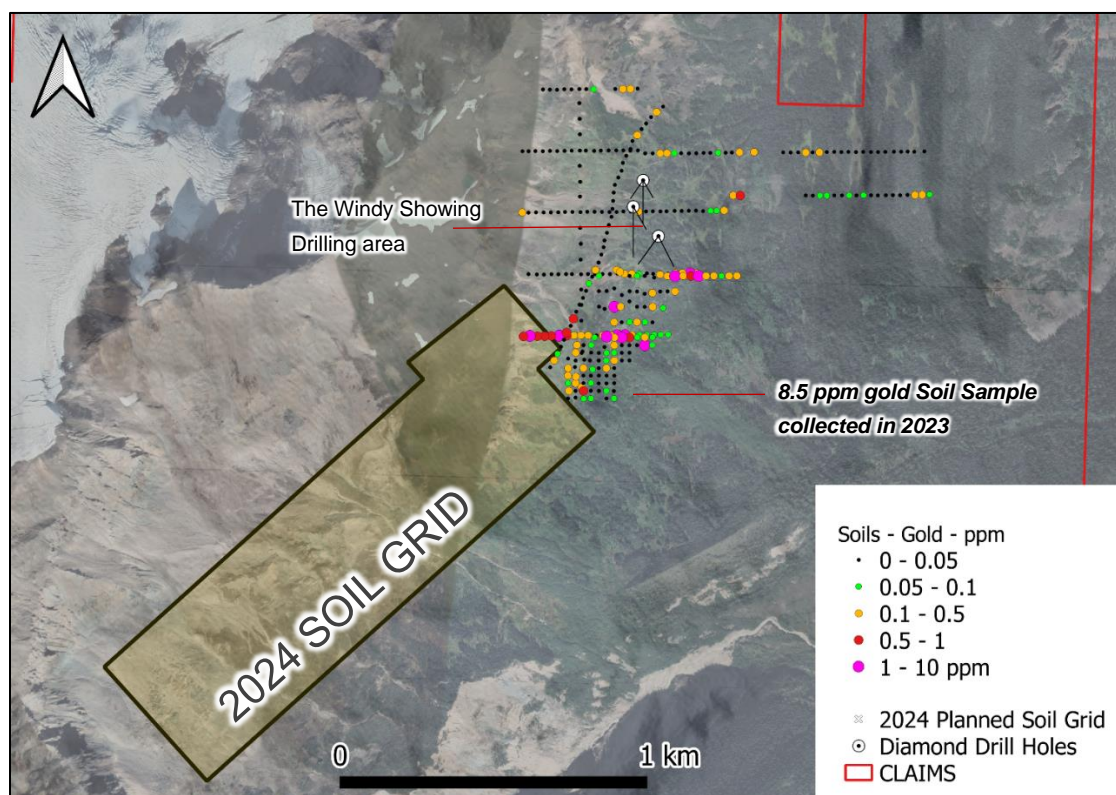 The Windy Showing
Drilling area
8.5 ppm gold Soil Sample
collected in 2023
2024 SOIL GRID
0 1 km
Soils - Gold - ppm
0 - 0.05
0.05 - 0.1
0.1 - 0.5
0.5 - 1
1 - 10 ppm
2024 Planned Soil Grid
Diamond Drill Holes
CLAIMS